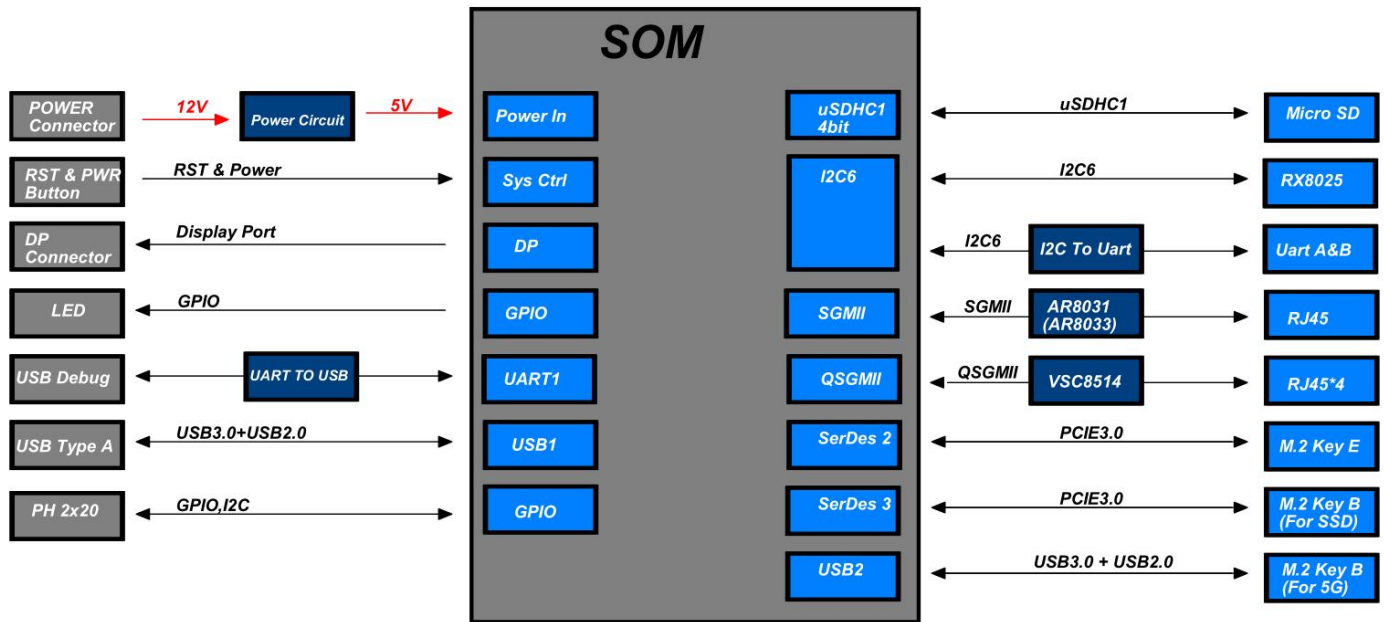 SOM
POWER
Connector
12V
Power Circuit
5V
Power In
uSDHC1
4bit
uSDHC1
Micro SD
RST & PWR
Button
RST & Power
Sys Ctrl
I2C6
I2C6
RX8025
DP
Connector
Display Port
DP
I2C6
I2C To Uart
Uart A&B
LED
GPIO
GPIO
SGMII
SGMII
AR8031
(AR8033)
RJ45
USB Debug
UART TO USB
UART1
QSGMII
QSGMII
VSC8514
RJ45*4
USB Type A
USB3.0+USB2.0
USB1
SerDes 2
PCIE3.0
M.2 Key E
PH 2x20
GPIO,I2C
GPIO
SerDes 3
PCIE3.0
M.2 Key B
(For SSD)
USB2
USB3.0 + USB2.0
M.2 Key B
(For 5G)